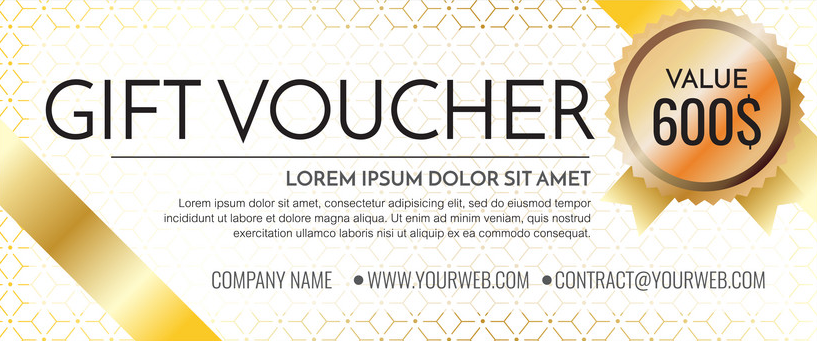 GIFT VOUCHER
VALUE
600$
LOREM IPSUM DOLOR SIT AMET
Lorem ipsum dolor sit amet, consectetur adipisicing elit, sed do eiusmod tempor
incididunt ut labore et dolore magna aliqua. Ut enim ad minim veniam, quis nostrud
exercitation ullamco laboris nisi ut aliquip ex ea commodo consequat.
COMPANY NAME ●WWW.YOURWEB.COM ●CONTRACT@YOURWEB.COM